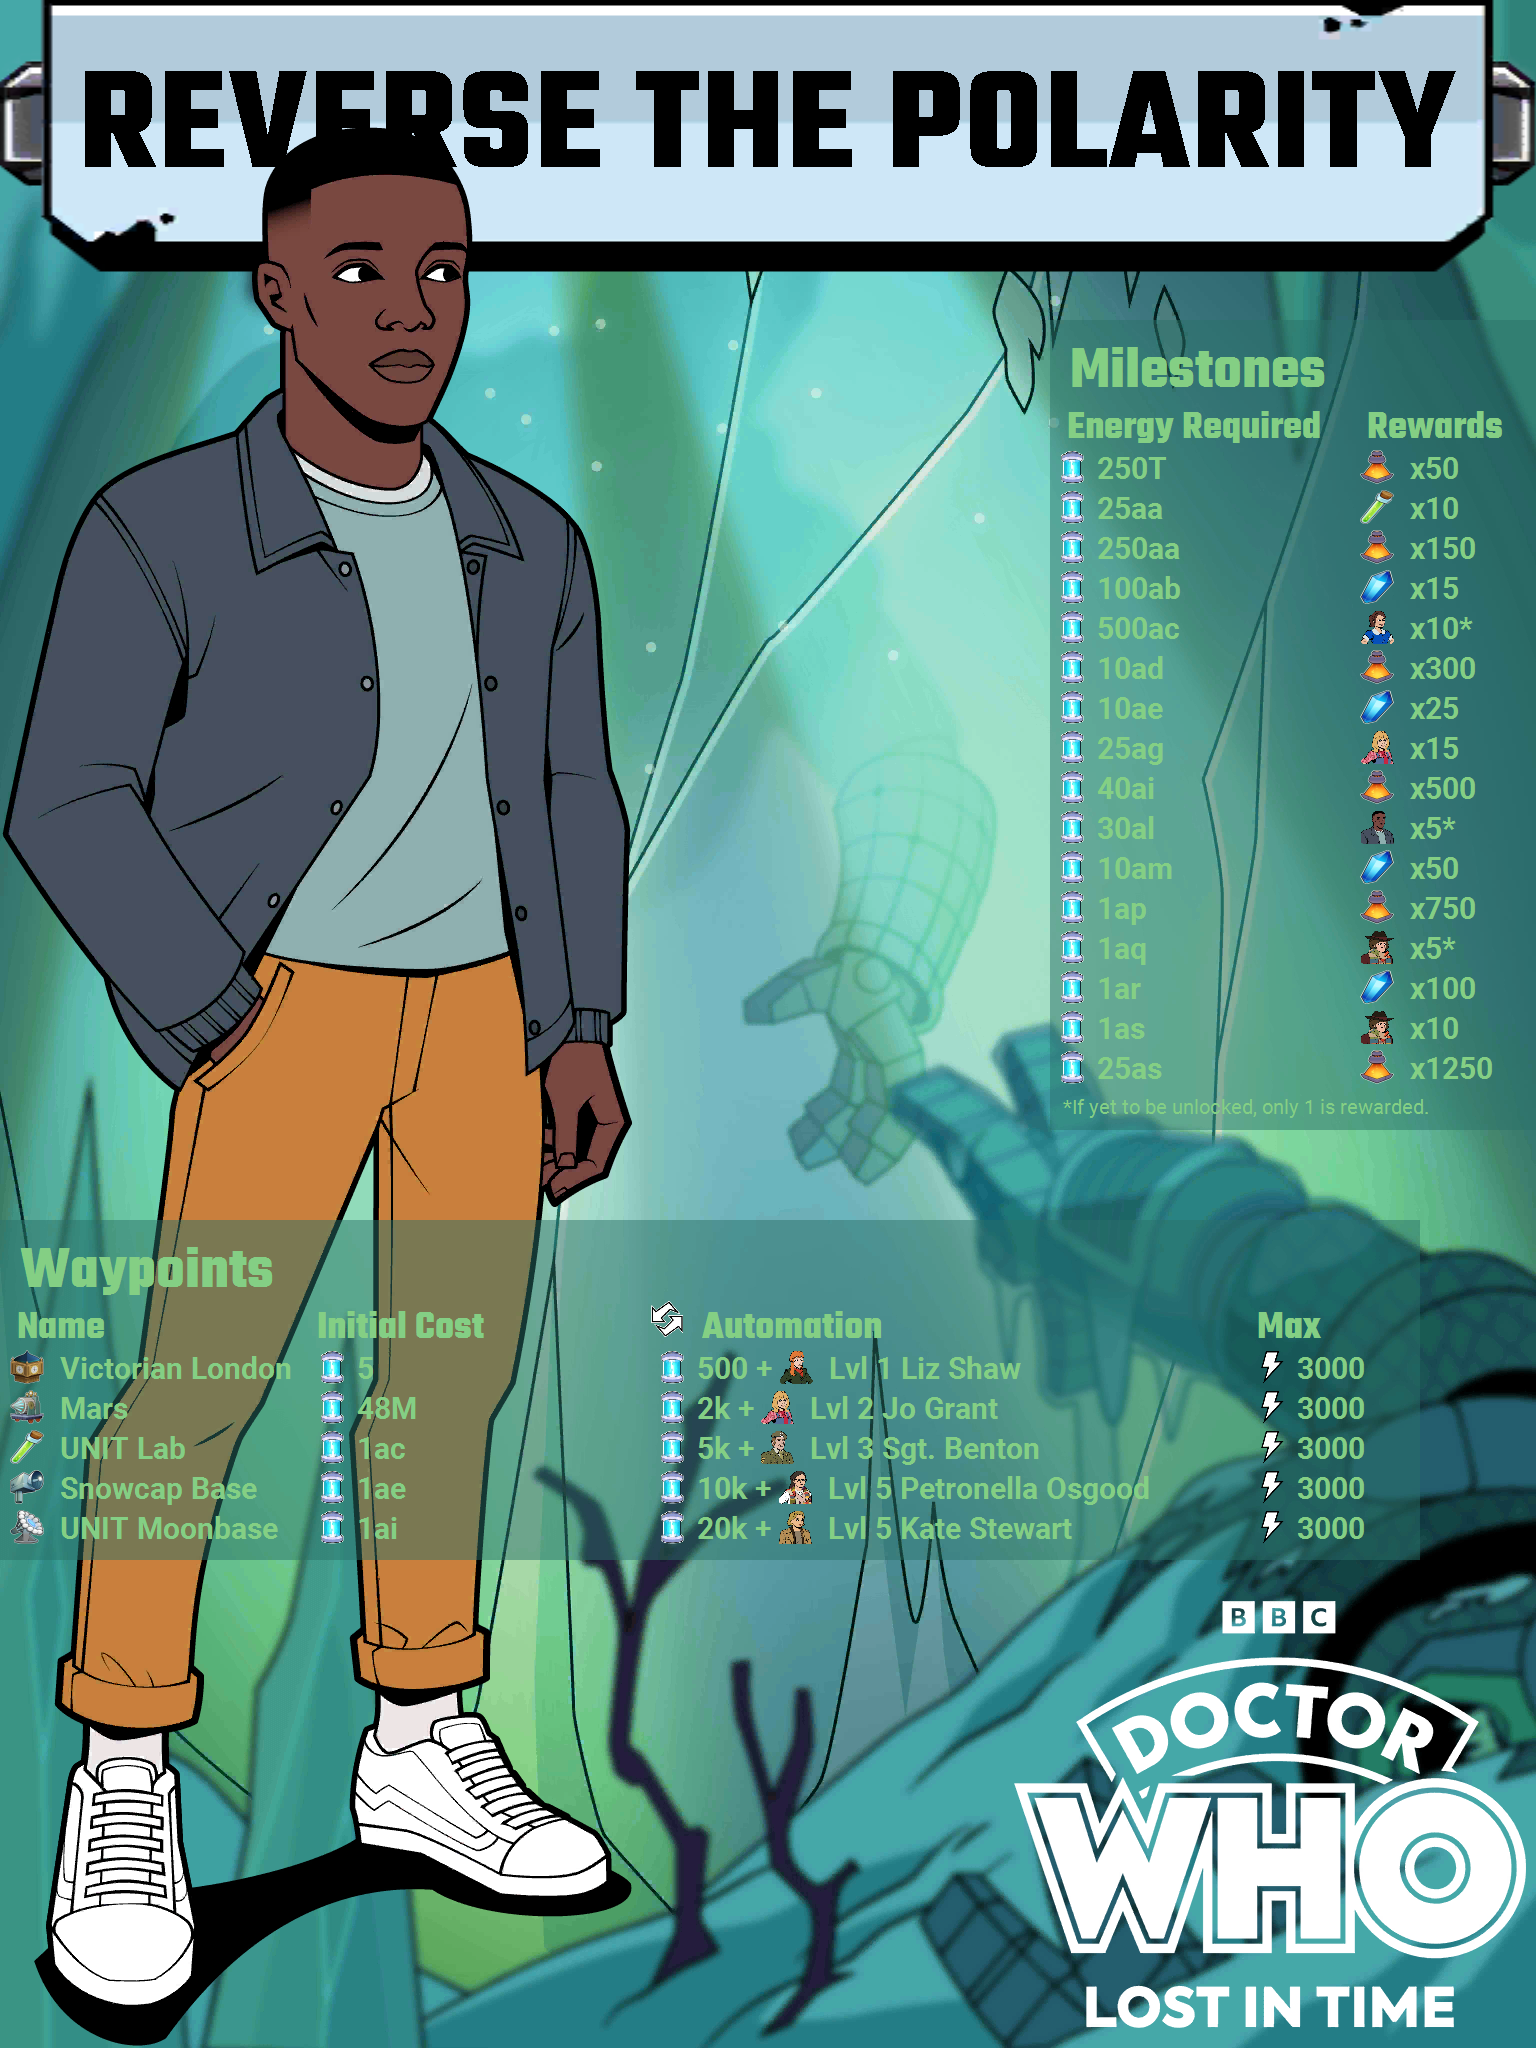 REVERSE THE POLARITY
Milestones
Energy Required Rewards
250T x50
25aa x10
250aa x150
100ab x15
500ac x10*
10ad x300
10ae x25
25ag x15
40ai x500
30al x5*
10am x50
1ap x750
1aq x5*
1ar x100
1as x10
25as x1250
*If yet to be unlocked, only 1 is rewarded.
Waypoints
Name Initial Cost Automation Max
Victorian London 5 500 + Lvl 1 Liz Shaw 3000
Mars 48M 2k + Lvl 2 Jo Grant 3000
UNIT Lab 1ac 5k + Lvl 3 Sgt. Benton 3000
Snowcap Base 1ae 10k + Lvl 5 Petronella Osgood 3000
UNIT Moonbase 1ai 20k + Lvl 5 Kate Stewart 3000
BBC
DOCTOR
WHO
LOST IN TIME